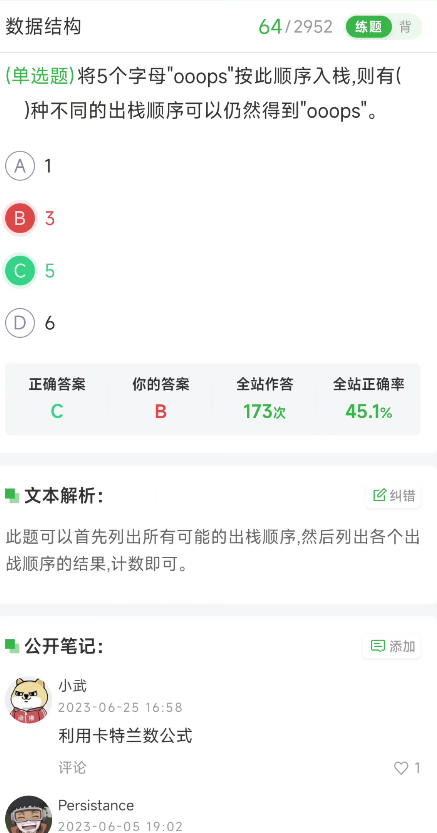 数据结构 64/2952 练题 背
(单选题)将5个字母"ooops"按此顺序入栈,则有(
)种不同的出栈顺序可以仍然得到"ooops"。
A 1
B 3
C 5
D 6
正确答案 你的答案 全站作答 全站正确率
C B 173次 45.1%
文本解析: 纠错
此题可以首先列出所有可能的出栈顺序,然后列出各个出
战顺序的结果,计数即可。
公开笔记: 添加
小武
2023-06-25 16:58
利用卡特兰数公式
评论 1
Persistance
2023-06-05 19:02